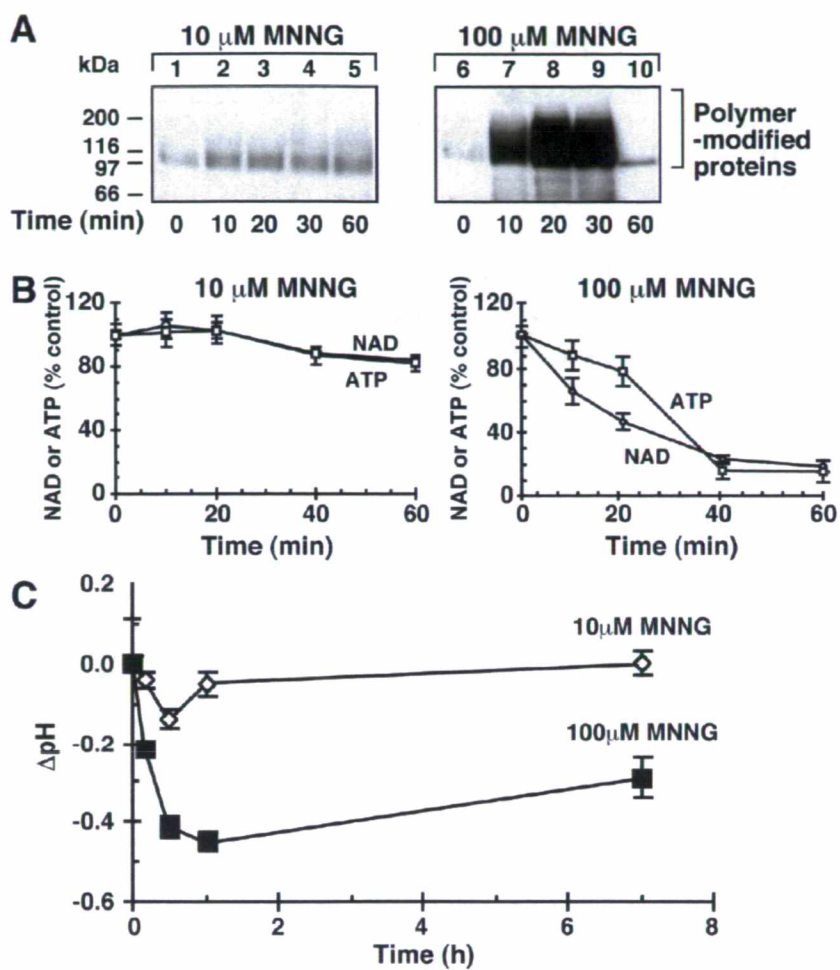 A
10 µM MNNG
100 µM MNNG
kDa
1 2 3 4 5
6 7 8 9 10
200
116
97
66
Polymer
-modified
proteins
Time (min) 0 10 20 30 60
0 10 20 30 60
B
10 µM MNNG
NAD or ATP (% control)
120
80
40
0
NAD
ATP
0 20 40 60
Time (min)
100 µM MNNG
NAD or ATP (% control)
120
80
40
0
ATP
NAD
0 20 40 60
Time (min)
C
ΔpH
0.2
0.0
-0.2
-0.4
-0.6
10µM MNNG
100µM MNNG
0 2 4 6 8
Time (h)